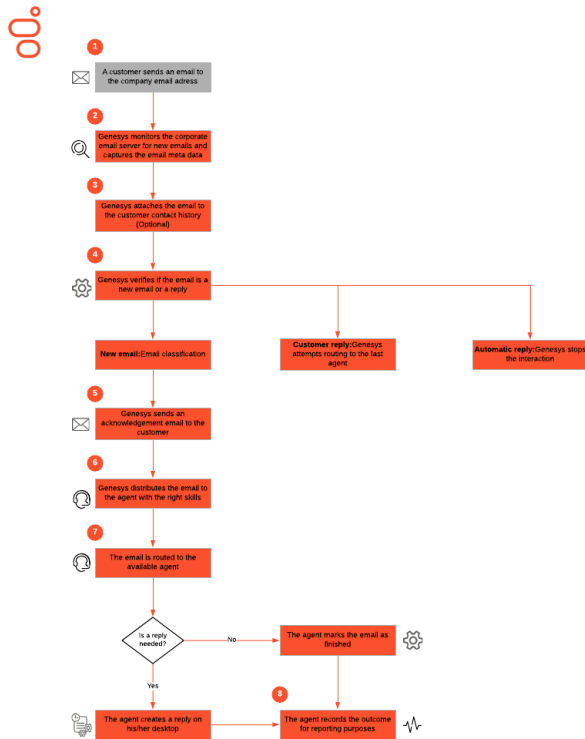 1
A customer sends an email to
the company email adress
2
Genesys monitors the corporate
email server for new emails and
captures the email meta data
3
Genesys attaches the email to
the customer contact history
(Optional)
4
Genesys verifies if the email is a
new email or a reply
New email:Email classification
Customer reply:Genesys
attempts routing to the last
agent
Automatic reply:Genesys stops
the interaction
5
Genesys sends an
acknowledgement email to the
customer
6
Genesys distributes the email to
the agent with the right skills
7
The email is routed to the
available agent
Is a reply
needed?
No
The agent marks the email as
finished
Yes
8
The agent creates a reply on
his/her desktop
The agent records the outcome
for reporting purposes